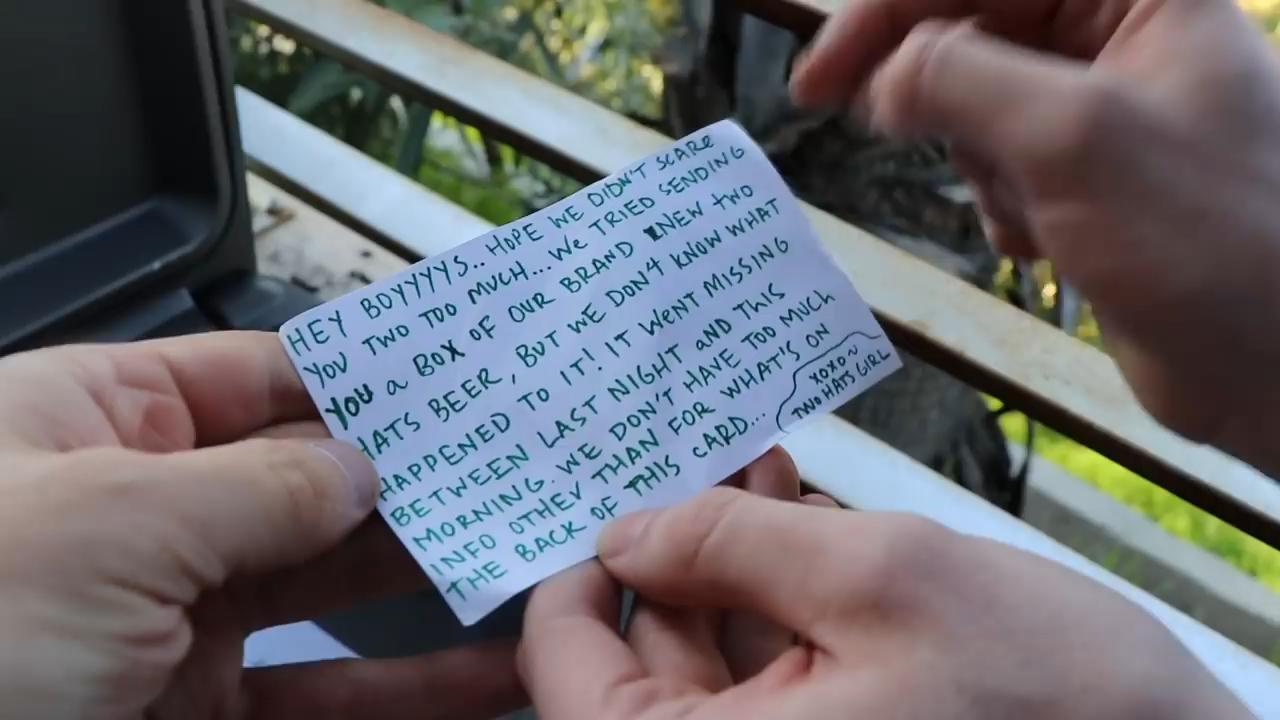 HEY BOYYYYS.. HOPE WE DIDN'T SCARE
YOU TWO TOO MUCH... WE TRIED SENDING
YOU a BOX OF OUR BRAND NEW TWO
HATS BEER, BUT WE DON'T KNOW WHAT
HAPPENED TO IT! IT WENT MISSING
BETWEEN LAST NIGHT aND THIS
MORNING. WE DON'T HAVE TOO MUCH
INFO OTHEV THAN FOR WHAT'S ON
THE BACK OF THIS CARD...
XOXO~
TWO HATS GIRL